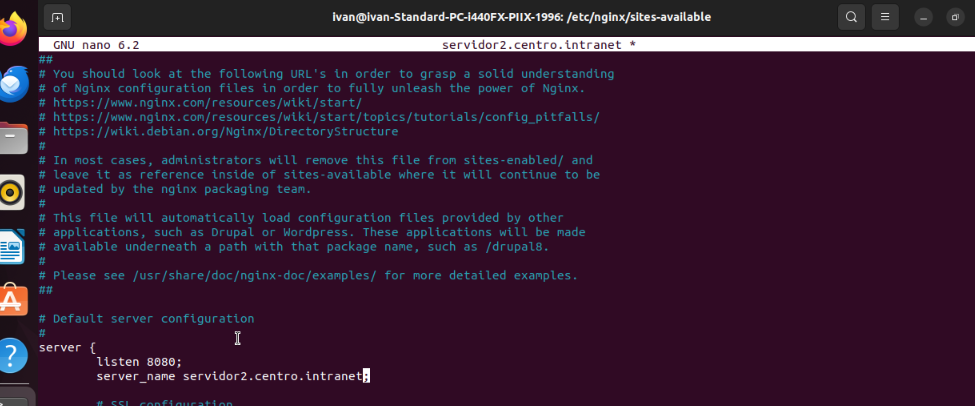 ivan@ivan-Standard-PC-i440FX-PIIX-1996: /etc/nginx/sites-available
GNU nano 6.2 servidor2.centro.intranet *
##
# You should look at the following URL's in order to grasp a solid understanding
# of Nginx configuration files in order to fully unleash the power of Nginx.
# https://www.nginx.com/resources/wiki/start/
# https://www.nginx.com/resources/wiki/start/topics/tutorials/config_pitfalls/
# https://wiki.debian.org/Nginx/DirectoryStructure
#
# In most cases, administrators will remove this file from sites-enabled/ and
# leave it as reference inside of sites-available where it will continue to be
# updated by the nginx packaging team.
#
# This file will automatically load configuration files provided by other
# applications, such as Drupal or Wordpress. These applications will be made
# available underneath a path with that package name, such as /drupal8.
#
# Please see /usr/share/doc/nginx-doc/examples/ for more detailed examples.
##
# Default server configuration
#
server {
listen 8080;
server_name servidor2.centro.intranet;
# SSL configuration